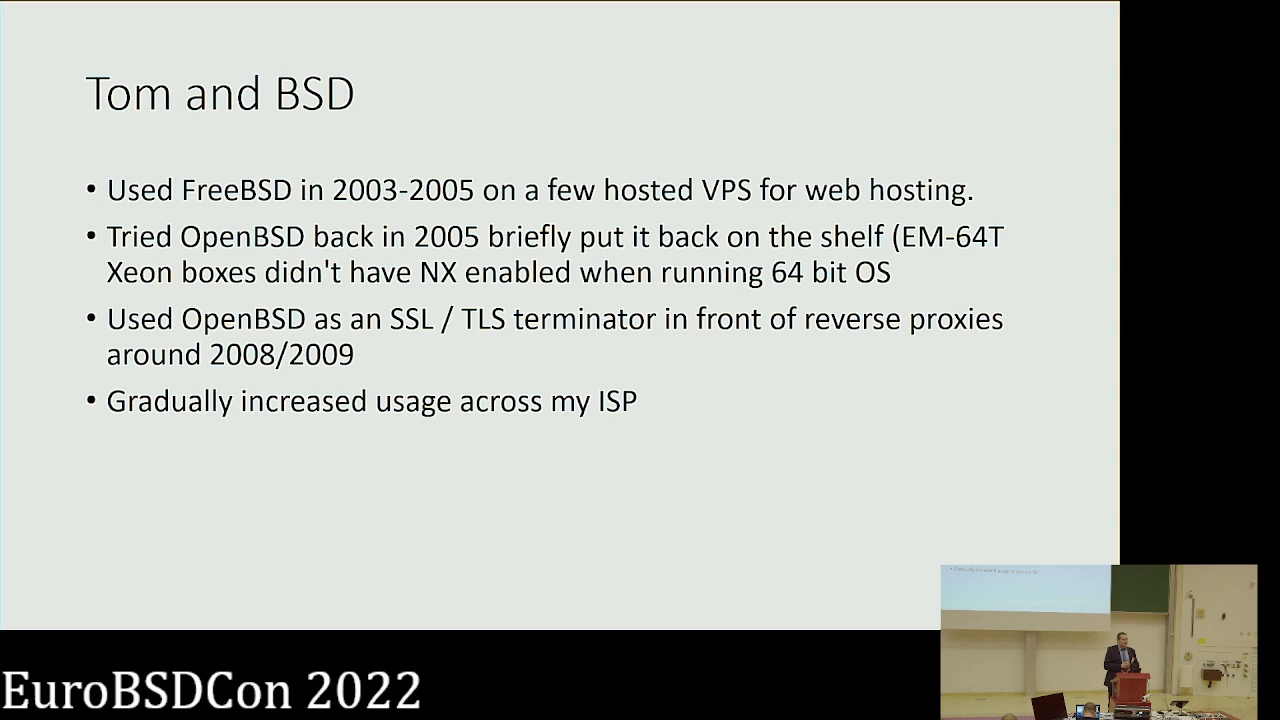 Tom and BSD
• Used FreeBSD in 2003-2005 on a few hosted VPS for web hosting.
• Tried OpenBSD back in 2005 briefly put it back on the shelf (EM-64T
Xeon boxes didn't have NX enabled when running 64 bit OS
• Used OpenBSD as an SSL / TLS terminator in front of reverse proxies
around 2008/2009
• Gradually increased usage across my ISP
EuroBSDCon 2022